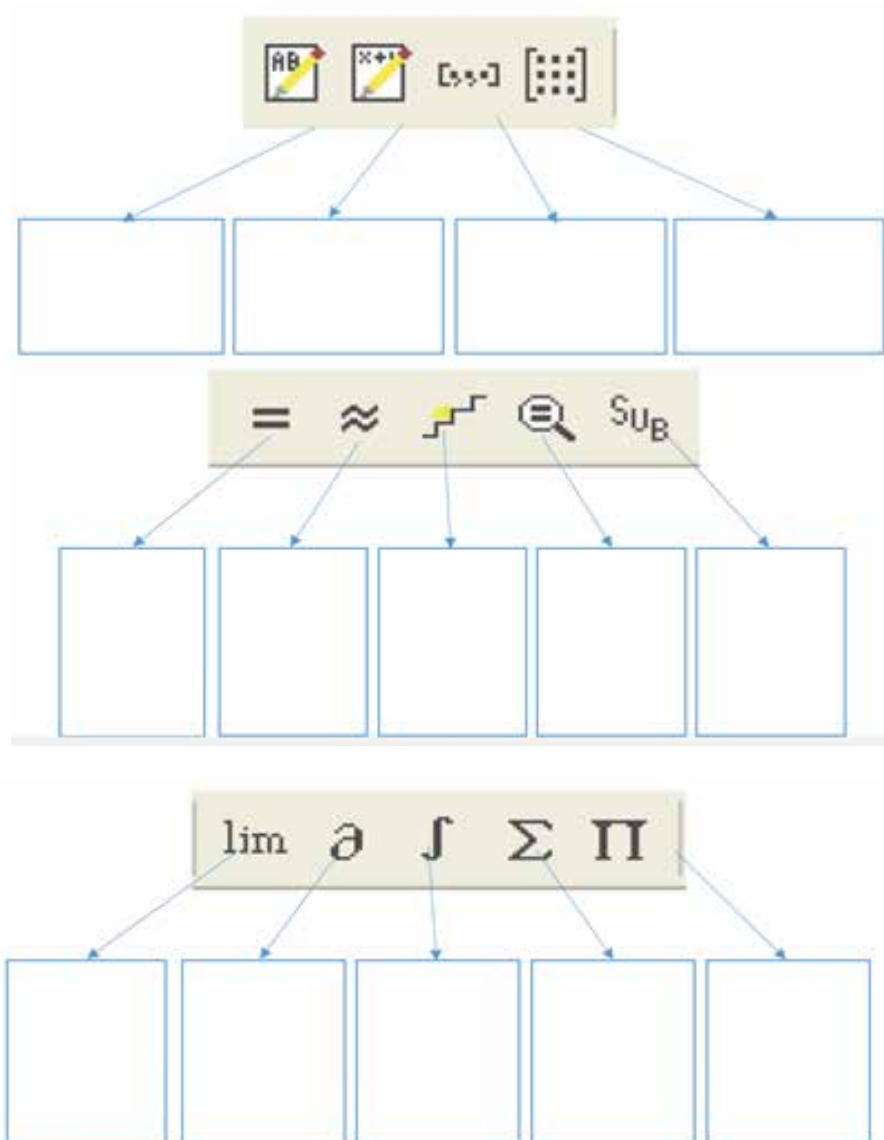 AB x+
= ≈ = SUB
lim ∂ ∫ Σ Π